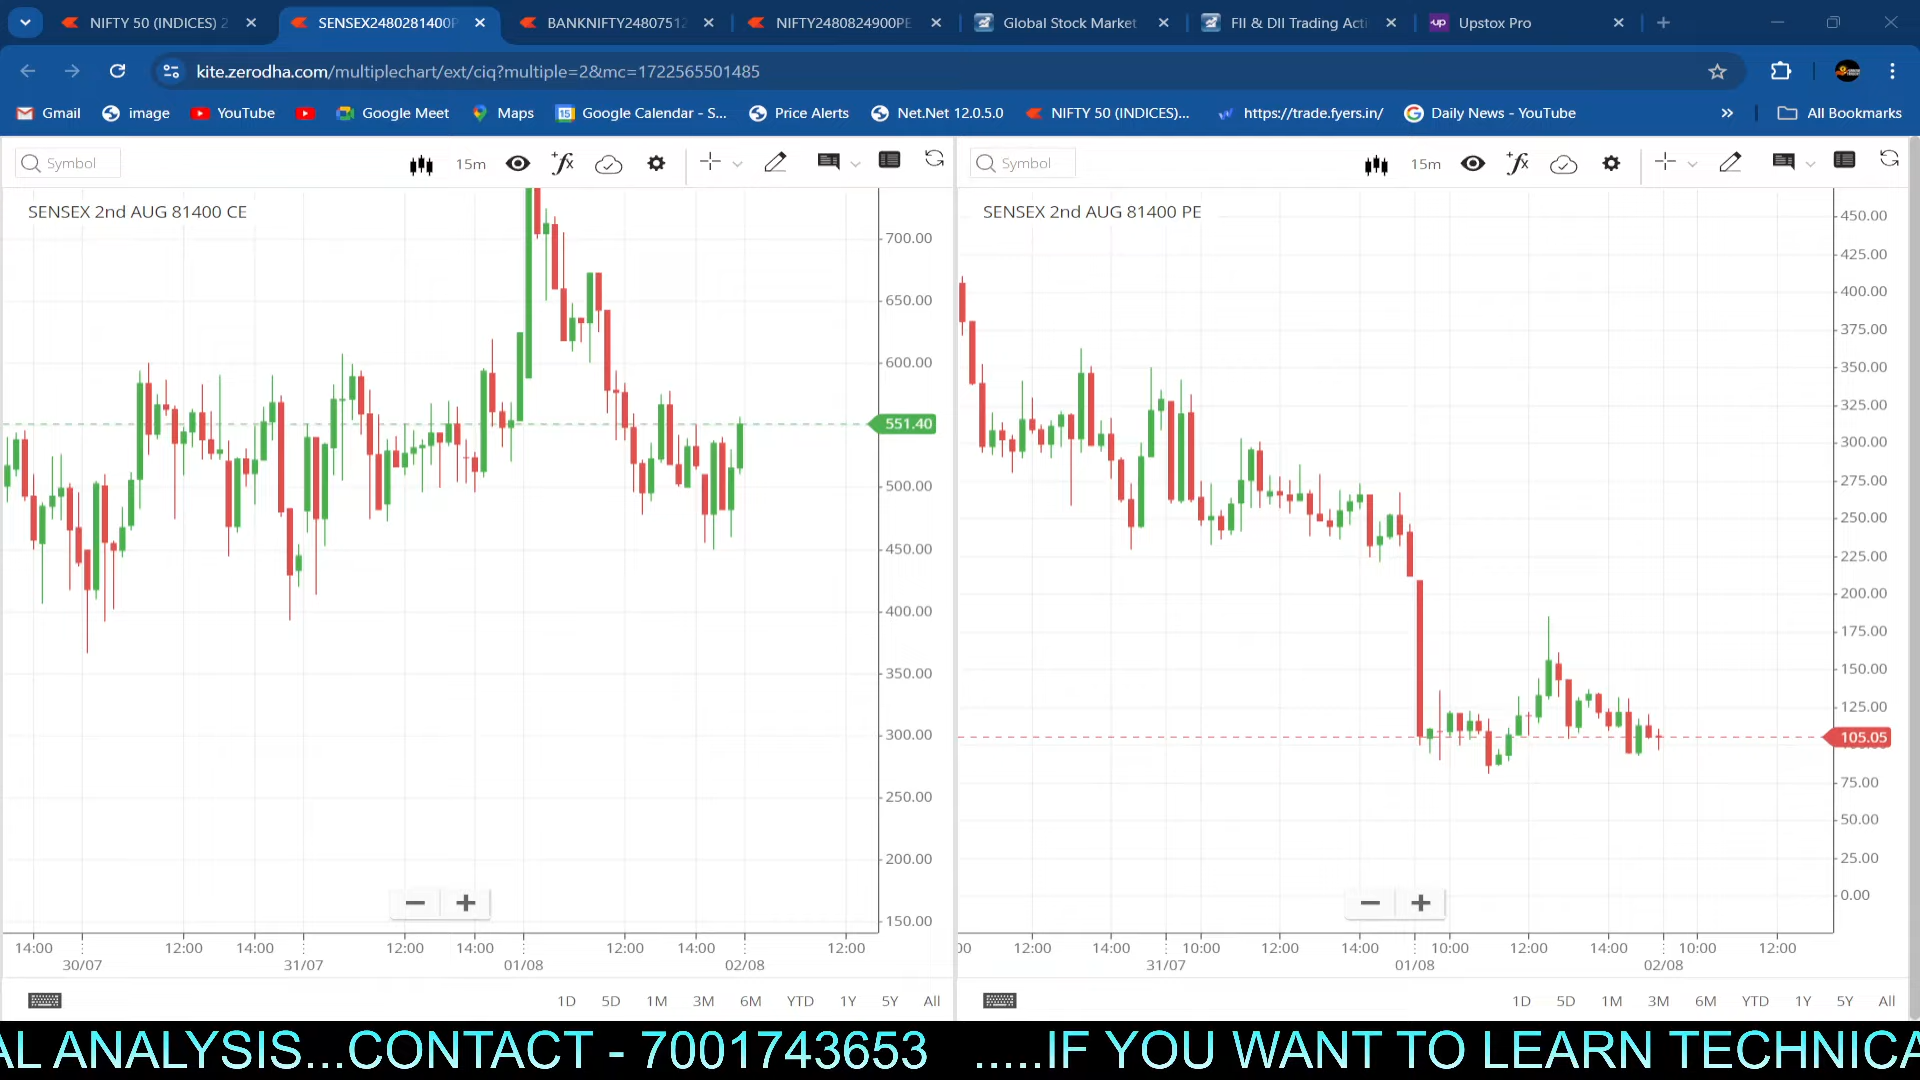 NIFTY 50 (INDICES) 2
SENSEX2480281400P
BANKNIFTY24807512
NIFTY2480824900PE
Global Stock Market
FII & DII Trading Acti
up Upstox Pro
kite.zerodha.com/multiplechart/ext/ciq?multiple=2&mc=1722565501485
Gmail image YouTube Google Meet Maps 15 Google Calendar - S... Price Alerts Net.Net 12.0.5.0 NIFTY 50 (INDICES)... https://trade.fyers.in/ Daily News - YouTube » All Bookmarks
Symbol 15m
SENSEX 2nd AUG 81400 CE
700.00
650.00
600.00
551.40
500.00
450.00
400.00
350.00
300.00
250.00
200.00
150.00
14:00 12:00 14:00 12:00 14:00 12:00 14:00 12:00
30/07 31/07 01/08 02/08
1D 5D 1M 3M 6M YTD 1Y 5Y All
Symbol 15m
SENSEX 2nd AUG 81400 PE
450.00
425.00
400.00
375.00
350.00
325.00
300.00
275.00
250.00
225.00
200.00
175.00
150.00
125.00
105.05
75.00
50.00
25.00
0.00
00 12:00 14:00 10:00 12:00 14:00 10:00 12:00 14:00 10:00 12:00
31/07 01/08 02/08
1D 5D 1M 3M 6M YTD 1Y 5Y All
AL ANALYSIS...CONTACT - 7001743653 .....IF YOU WANT TO LEARN TECHNICA